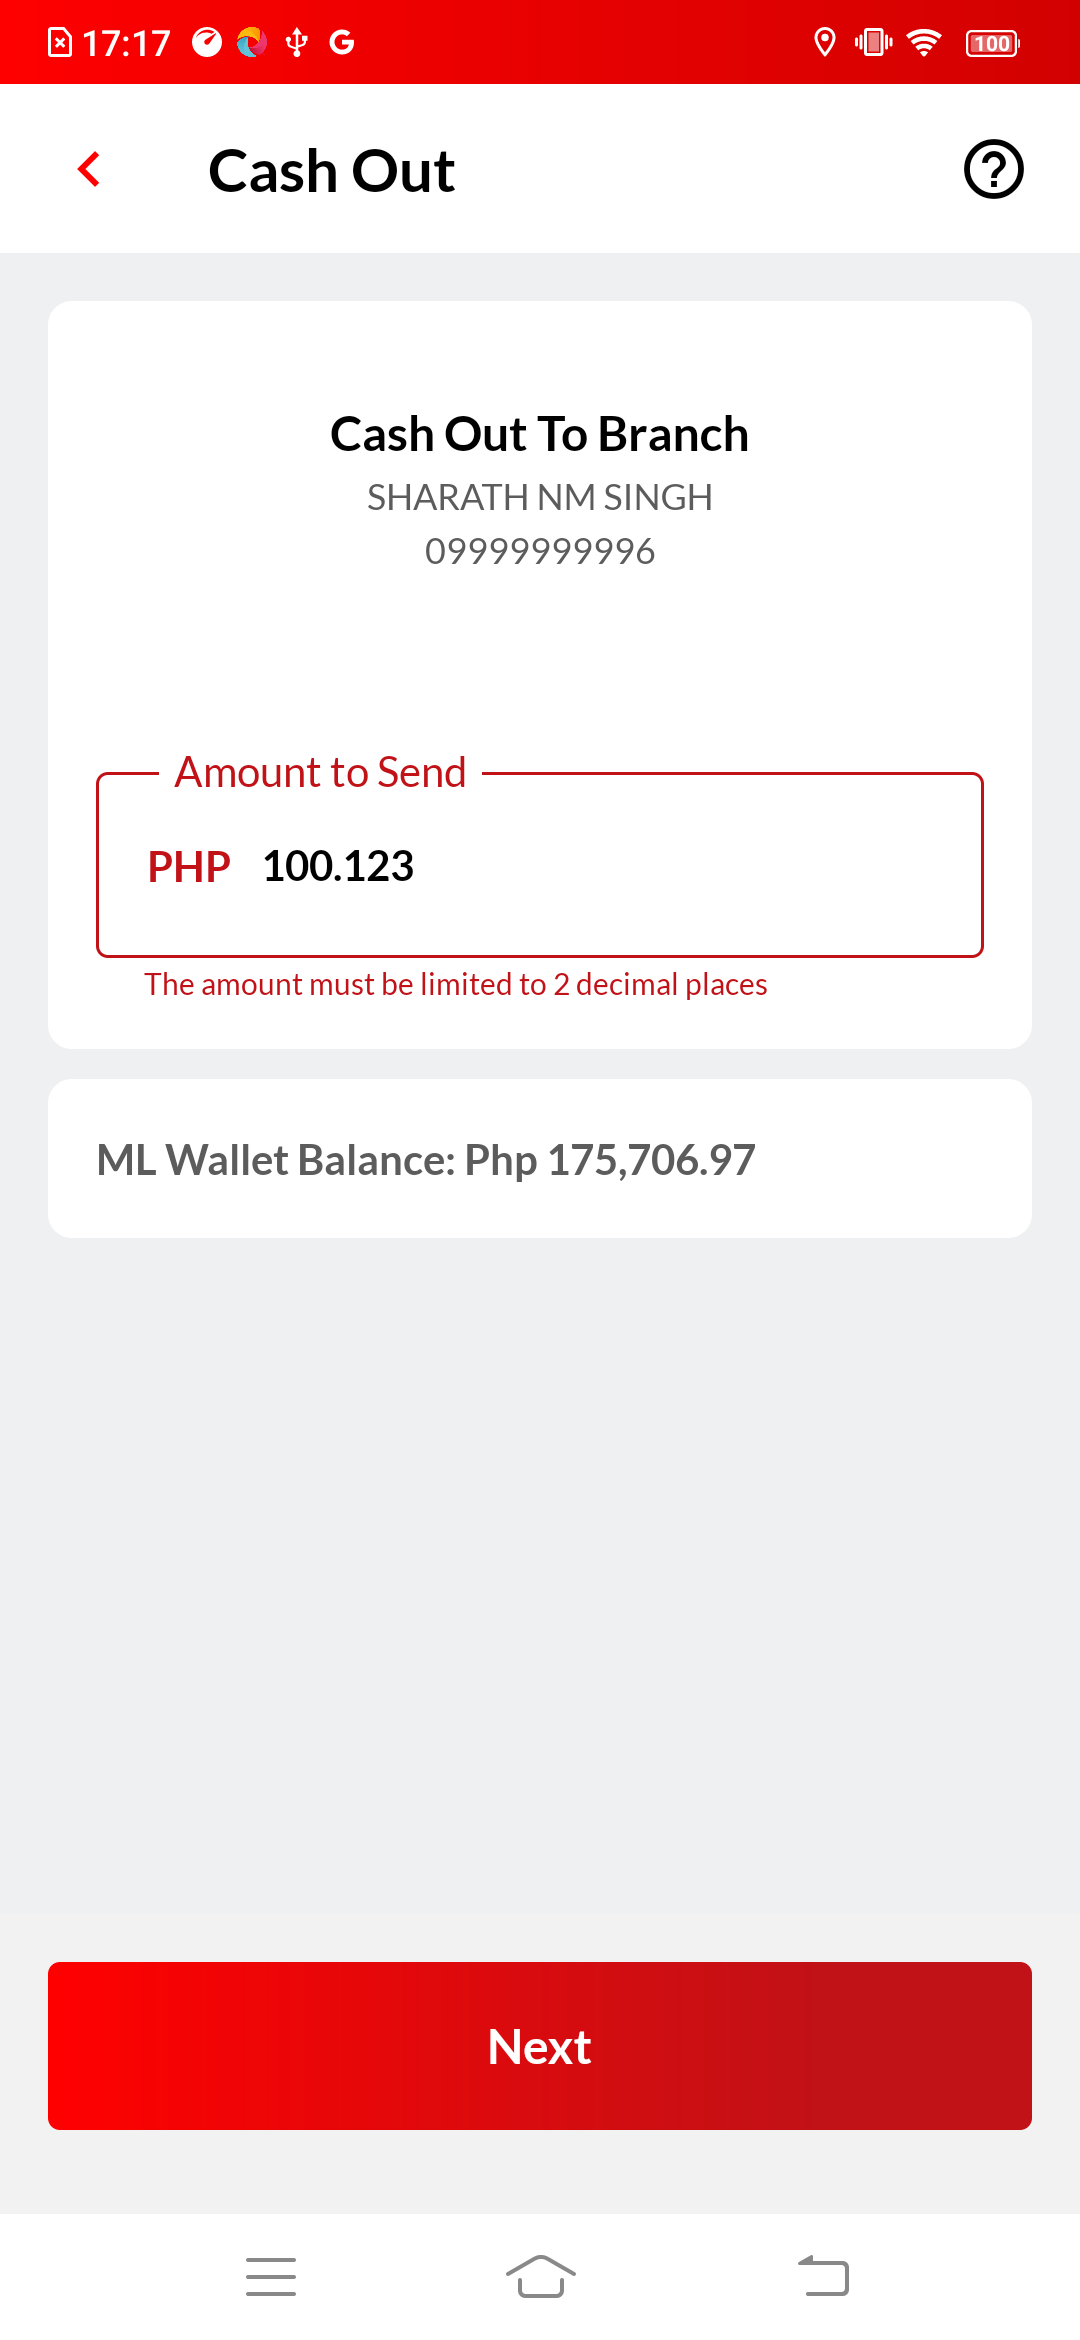 17:17
100
Cash Out
Cash Out To Branch
SHARATH NM SINGH
09999999996
Amount to Send
PHP 100.123
The amount must be limited to 2 decimal places
ML Wallet Balance: Php 175,706.97
Next